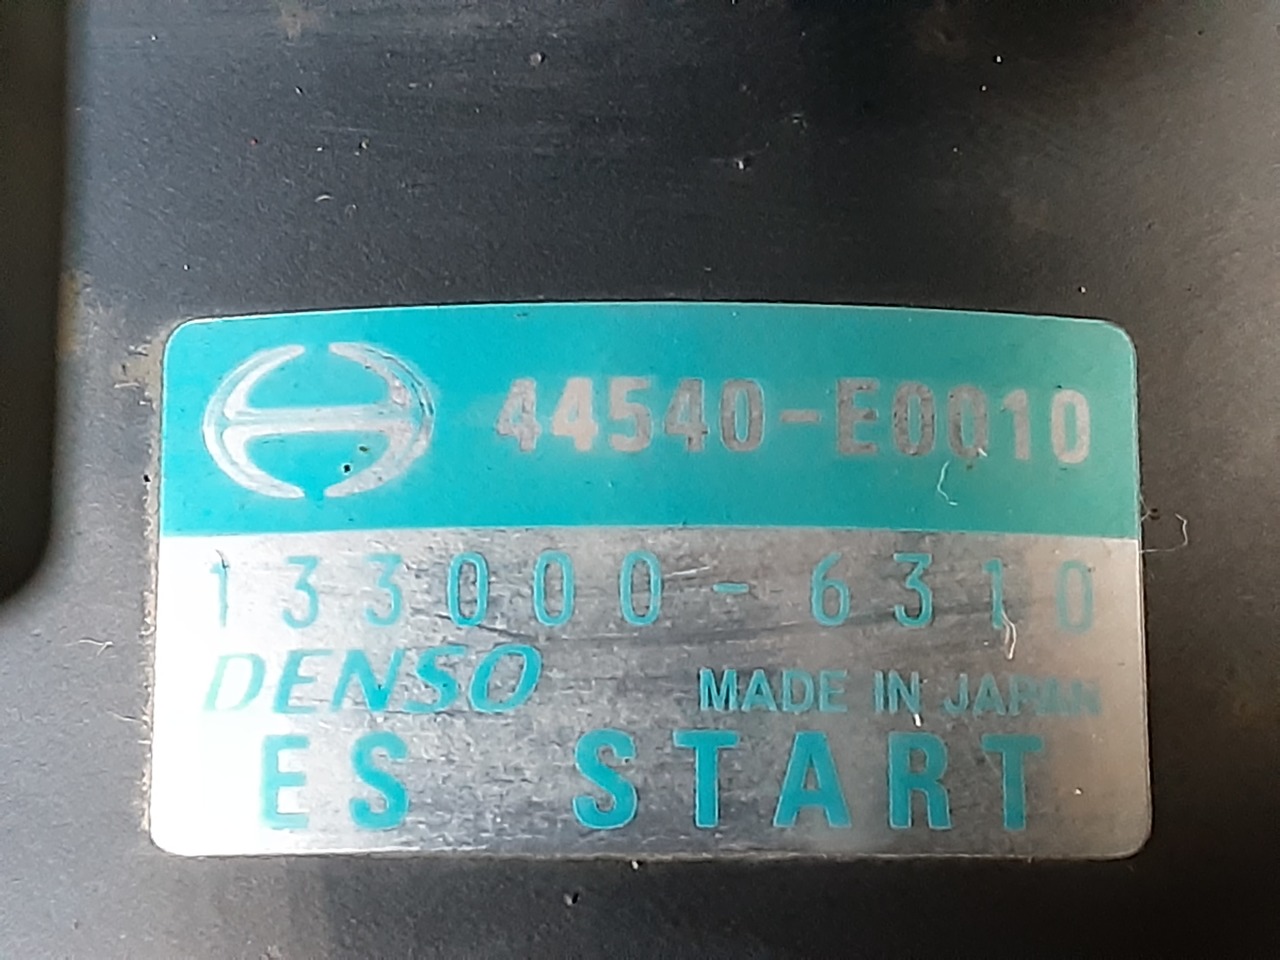 44540-E0010
133000-6310
DENSO MADE IN JAPAN
ES START